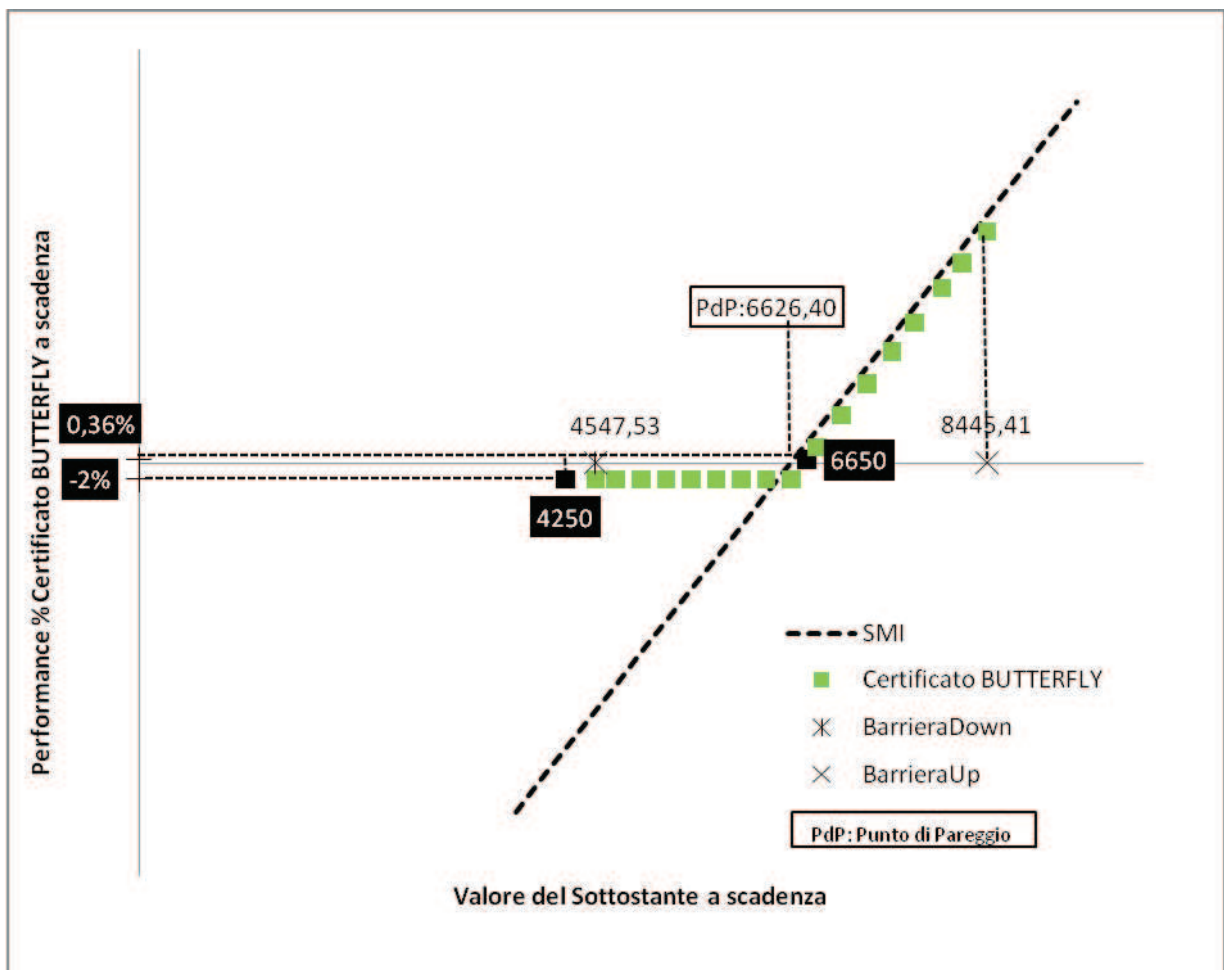 Performance % Certificato BUTTERFLY a scadenza
PdP:6626,40
0,36%
4547,53
8445,41
-2%
6650
4250
SMI
Certificato BUTTERFLY
BarrieraDown
BarrieraUp
PdP: Punto di Pareggio
Valore del Sottostante a scadenza